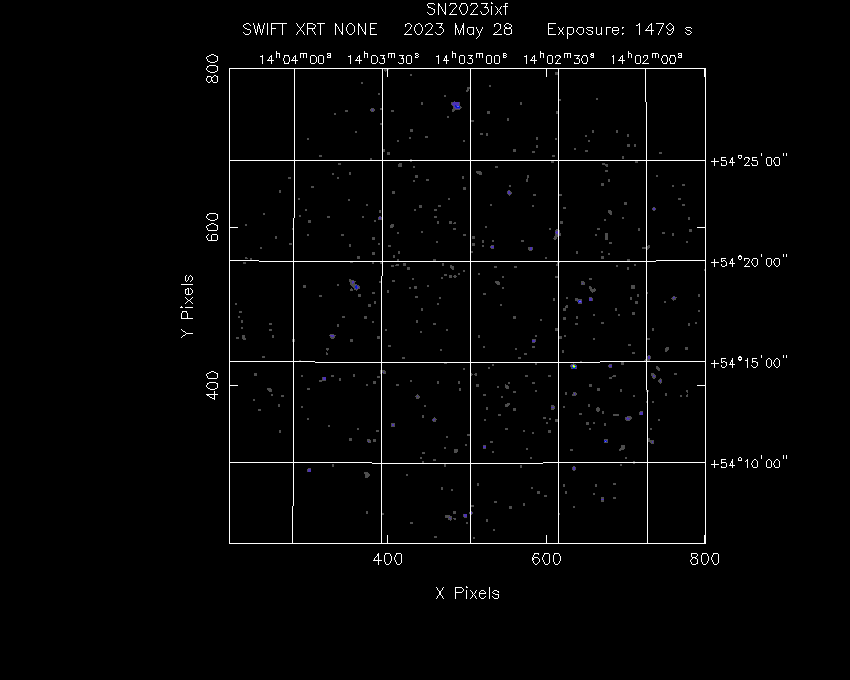 SN2023ixf
SWIFT XRT NONE 2023 May 28 Exposure: 1479 s
14h04m00s 14h03m30s 14h03m00s 14h02m30s 14h02m00s
800
+54°25'00"
600
+54°20'00"
Y Pixels
+54°15'00"
400
+54°10'00"
400 600 800
X Pixels